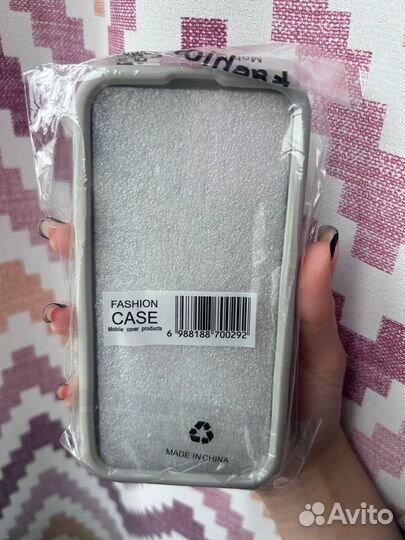 FASHION
CASE
Mobile cover products
6 988188 700292
MADE IN CHINA
Avito